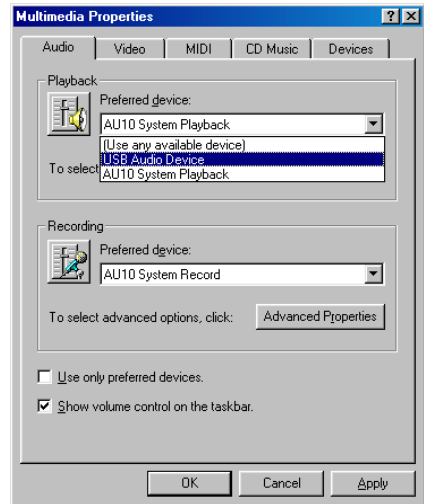 Multimedia Properties
Audio Video MIDI CD Music Devices
Playback
Preferred device:
AU10 System Playback
(Use any available device)
USB Audio Device
AU10 System Playback
To select
Recording
Preferred device:
AU10 System Record
To select advanced options, click: Advanced Properties
Use only preferred devices.
Show volume control on the taskbar.
OK Cancel Apply